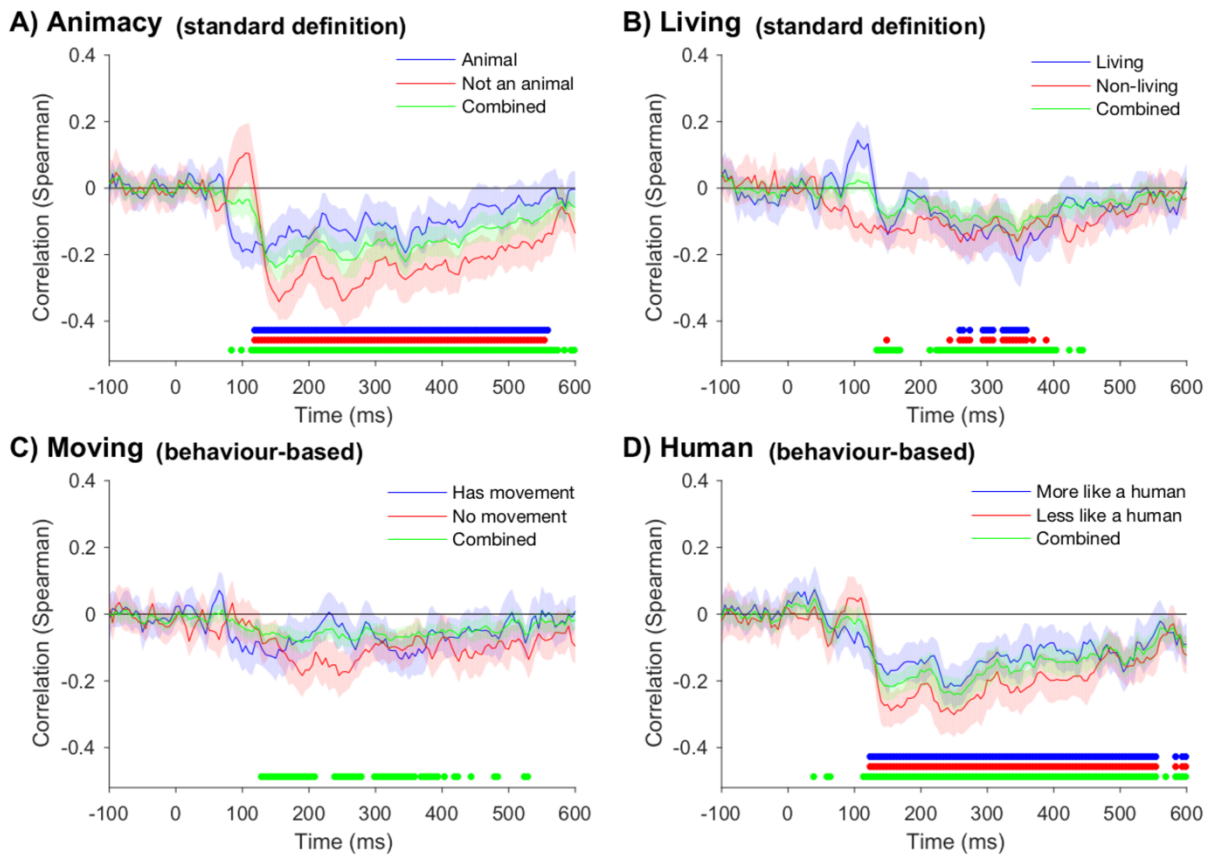 A) Animacy (standard definition)
0.4
0.2
0
-0.2
-0.4
Correlation (Spearman)
Animal
Not an animal
Combined
-100 0 100 200 300 400 500 600
Time (ms)
B) Living (standard definition)
0.4
0.2
0
-0.2
-0.4
Correlation (Spearman)
Living
Non-living
Combined
-100 0 100 200 300 400 500 600
Time (ms)
C) Moving (behaviour-based)
0.4
0.2
0
-0.2
-0.4
Correlation (Spearman)
Has movement
No movement
Combined
-100 0 100 200 300 400 500 600
Time (ms)
D) Human (behaviour-based)
0.4
0.2
0
-0.2
-0.4
Correlation (Spearman)
More like a human
Less like a human
Combined
-100 0 100 200 300 400 500 600
Time (ms)